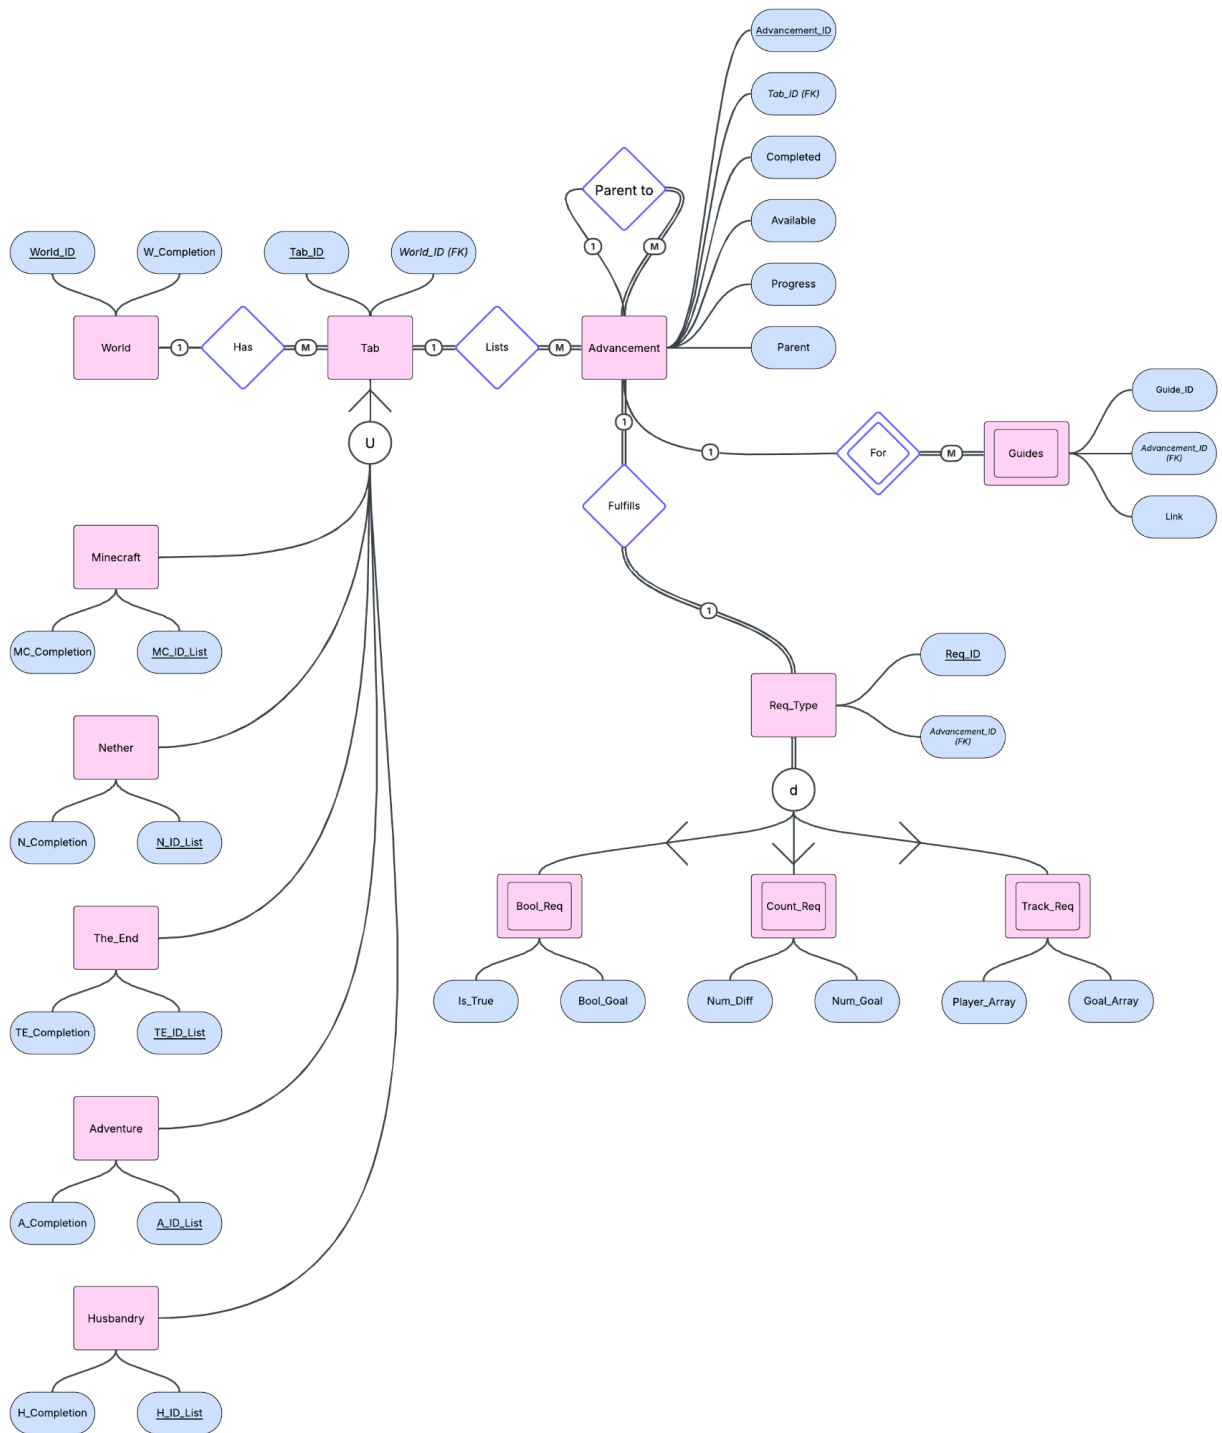 Advancement_ID
Tab_ID (FK)
Completed
Parent to
Available
World_ID
W_Completion
Tab_ID
World_ID (FK)
1
M
Progress
World
1
Has
M
Tab
1
Lists
M
Advancement
Parent
Guide_ID
1
U
1
For
M
Guides
Advancement_ID
(FK)
Fulfills
Link
Minecraft
1
MC_Completion
MC_ID_List
Req_ID
Req_Type
Advancement_ID
(FK)
Nether
d
N_Completion
N_ID_List
Bool_Req
Count_Req
Track_Req
The_End
Is_True
Bool_Goal
Num_Diff
Num_Goal
Player_Array
Goal_Array
TE_Completion
TE_ID_List
Adventure
A_Completion
A_ID_List
Husbandry
H_Completion
H_ID_List